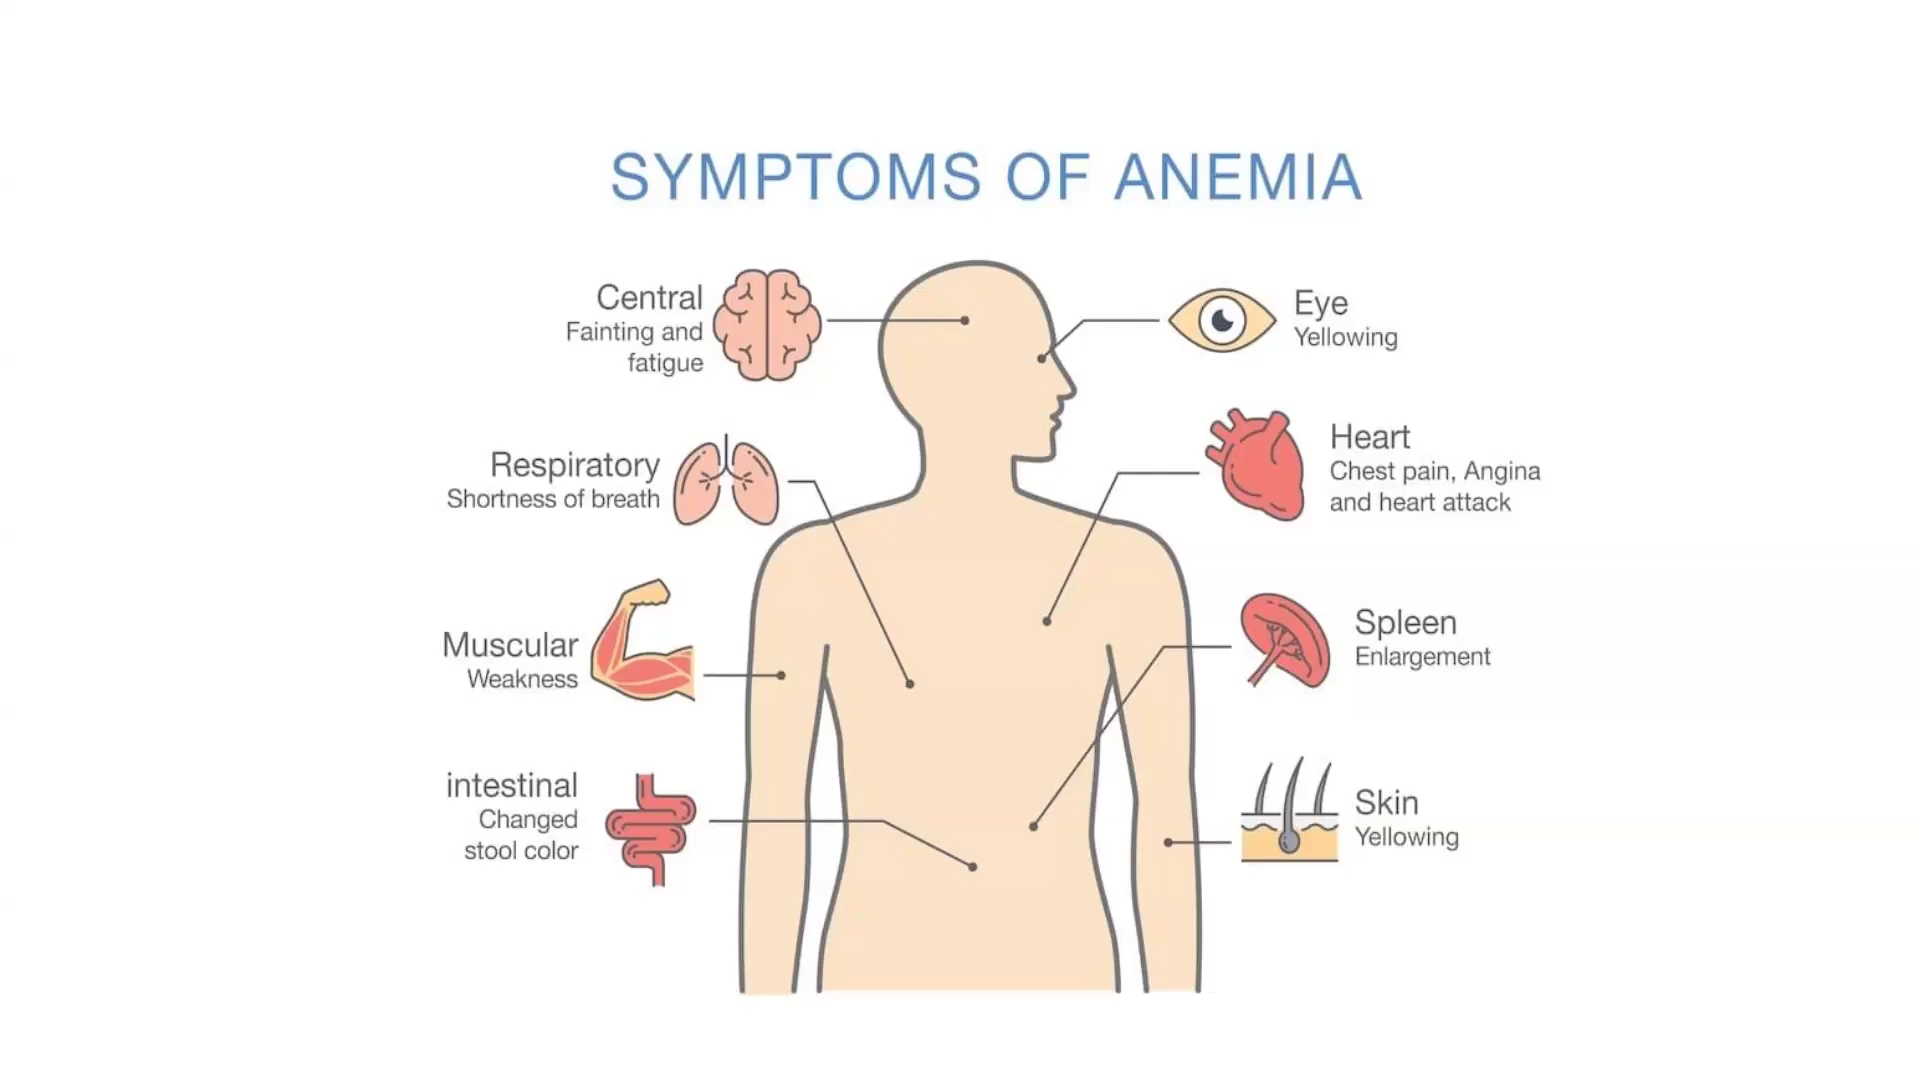 SYMPTOMS OF ANEMIA
Central
Fainting and
fatigue
Eye
Yellowing
Respiratory
Shortness of breath
Heart
Chest pain, Angina
and heart attack
Muscular
Weakness
Spleen
Enlargement
intestinal
Changed
stool color
Skin
Yellowing